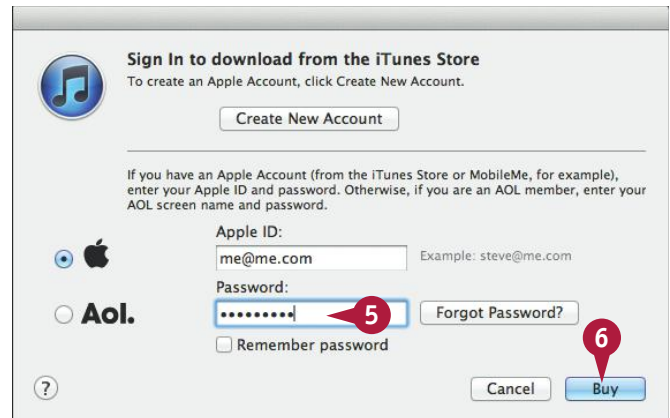 Sign In to download from the iTunes Store
To create an Apple Account, click Create New Account.
Create New Account
If you have an Apple Account (from the iTunes Store or MobileMe, for example),
enter your Apple ID and password. Otherwise, if you are an AOL member, enter your
AOL screen name and password.
Apple ID:
me@me.com Example: steve@me.com
Password:
Aol. ••••••••• 5 Forgot Password?
Remember password 6
? Cancel Buy